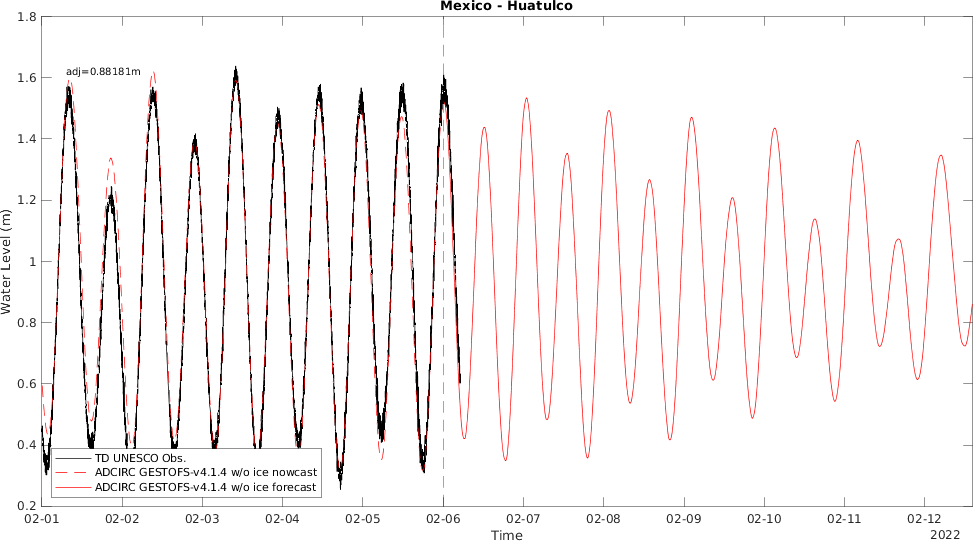 Mexico - Huatulco
1.8
1.6
1.4
1.2
1
0.8
0.6
0.4
0.2
Water Level (m)
adj=0.88181m
TD UNESCO Obs.
ADCIRC GESTOFS-v4.1.4 w/o ice nowcast
ADCIRC GESTOFS-v4.1.4 w/o ice forecast
02-01 02-02 02-03 02-04 02-05 02-06 02-07 02-08 02-09 02-10 02-11 02-12
2022
Time